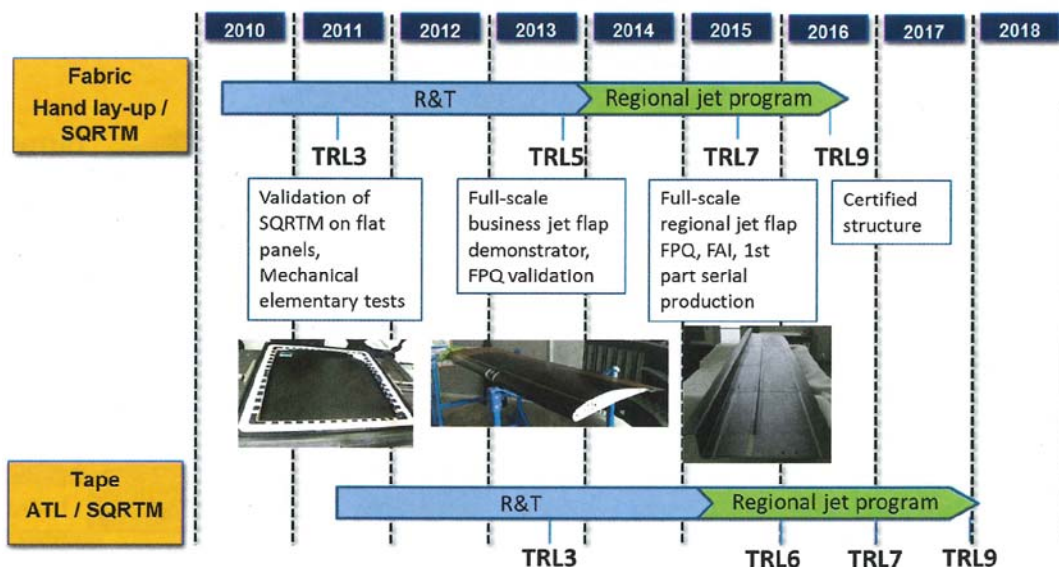 2010 2011 2012 2013 2014 2015 2016 2017 2018
Fabric
Hand lay-up /
SQRTM
R&T
Regional jet program
TRL3
TRL5
TRL7
TRL9
Validation of
SQRTM on flat
panels,
Mechanical
elementary tests
Full-scale
business jet flap
demonstrator,
FPQ validation
Full-scale
regional jet flap
FPQ, FAI, 1st
part serial
production
Certified
structure
Tape
ATL / SQRTM
R&T
Regional jet program
TRL3
TRL6
TRL7
TRL9